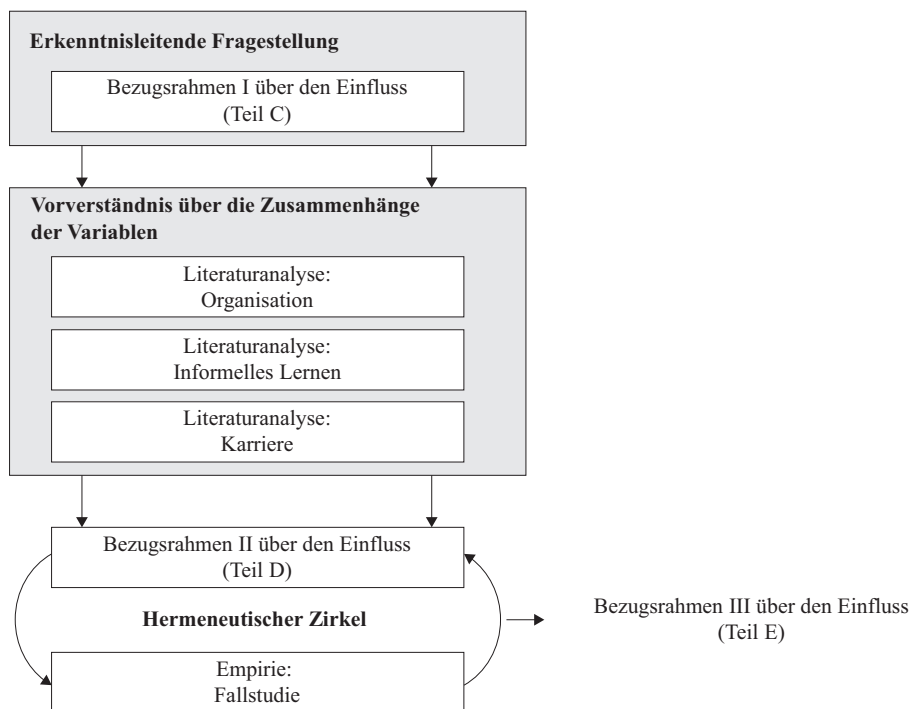 Erkenntnisleitende Fragestellung
Bezugsrahmen I über den Einfluss
(Teil C)
Vorverständnis über die Zusammenhänge
der Variablen
Literaturanalyse:
Organisation
Literaturanalyse:
Informelles Lernen
Literaturanalyse:
Karriere
Bezugsrahmen II über den Einfluss
(Teil D)
Hermeneutischer Zirkel
Bezugsrahmen III über den Einfluss
(Teil E)
Empirie:
Fallstudie